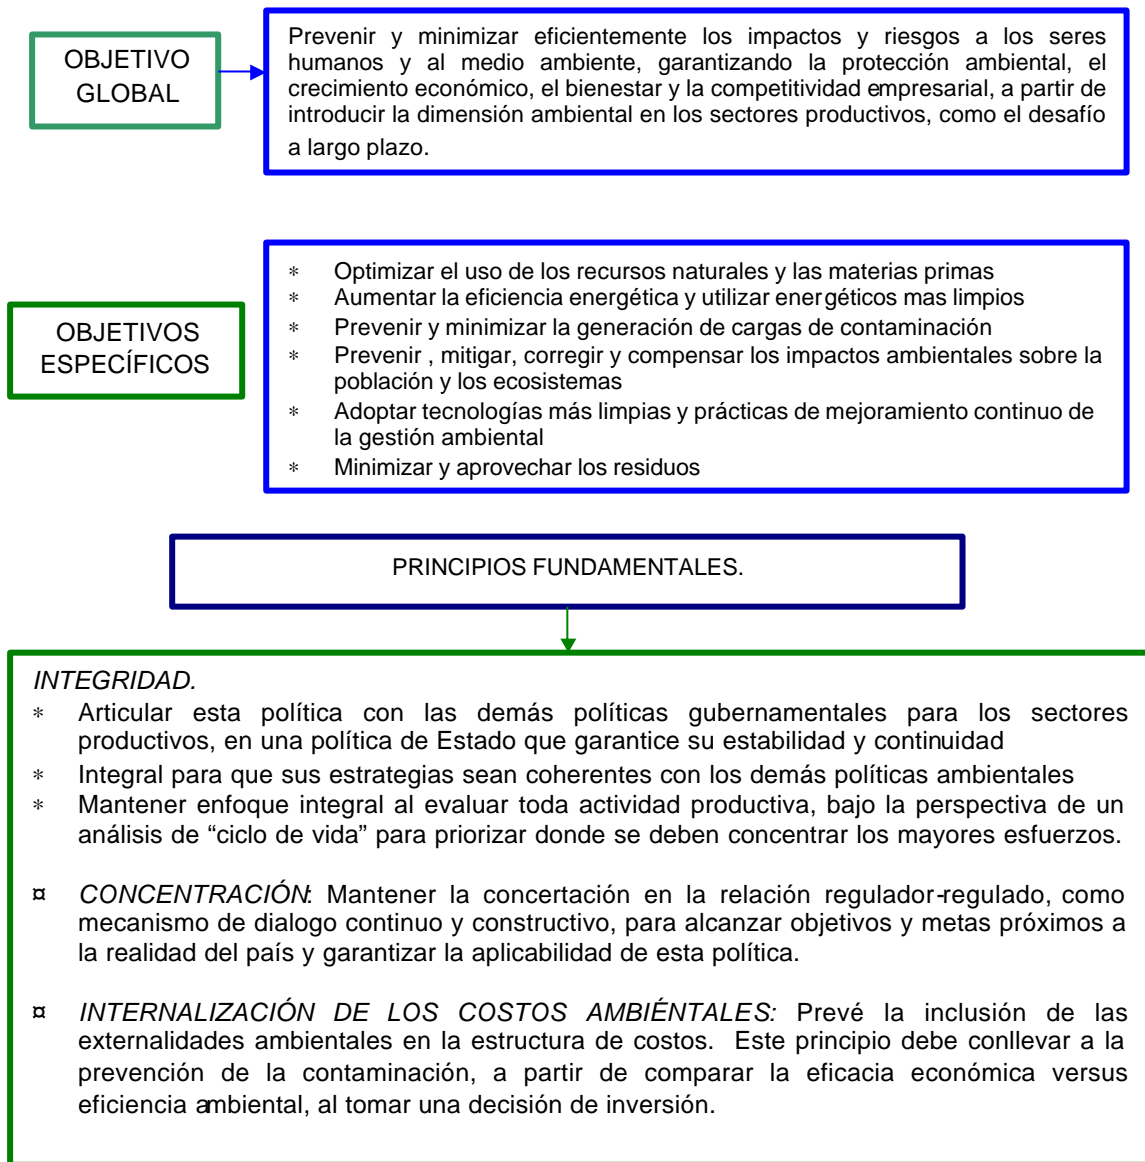 OBJETIVO
GLOBAL
Prevenir y minimizar eficientemente los impactos y riesgos a los seres
humanos y al medio ambiente, garantizando la protección ambiental, el
crecimiento económico, el bienestar y la competitividad empresarial, a partir de
introducir la dimensión ambiental en los sectores productivos, como el desafío
a largo plazo.
OBJETIVOS
ESPECÍFICOS
* Optimizar el uso de los recursos naturales y las materias primas
* Aumentar la eficiencia energética y utilizar energéticos mas limpios
* Prevenir y minimizar la generación de cargas de contaminación
* Prevenir , mitigar, corregir y compensar los impactos ambientales sobre la
población y los ecosistemas
* Adoptar tecnologías más limpias y prácticas de mejoramiento continuo de
la gestión ambiental
* Minimizar y aprovechar los residuos
PRINCIPIOS FUNDAMENTALES.
INTEGRIDAD.
* Articular esta política con las demás políticas gubernamentales para los sectores
productivos, en una política de Estado que garantice su estabilidad y continuidad
* Integral para que sus estrategias sean coherentes con los demás políticas ambientales
* Mantener enfoque integral al evaluar toda actividad productiva, bajo la perspectiva de un
análisis de “ciclo de vida” para priorizar donde se deben concentrar los mayores esfuerzos.
¤ CONCENTRACIÓN: Mantener la concertación en la relación regulador-regulado, como
mecanismo de dialogo continuo y constructivo, para alcanzar objetivos y metas próximos a
la realidad del país y garantizar la aplicabilidad de esta política.
¤ INTERNALIZACIÓN DE LOS COSTOS AMBIÉNTALES: Prevé la inclusión de las
externalidades ambientales en la estructura de costos. Este principio debe conllevar a la
prevención de la contaminación, a partir de comparar la eficacia económica versus
eficiencia ambiental, al tomar una decisión de inversión.